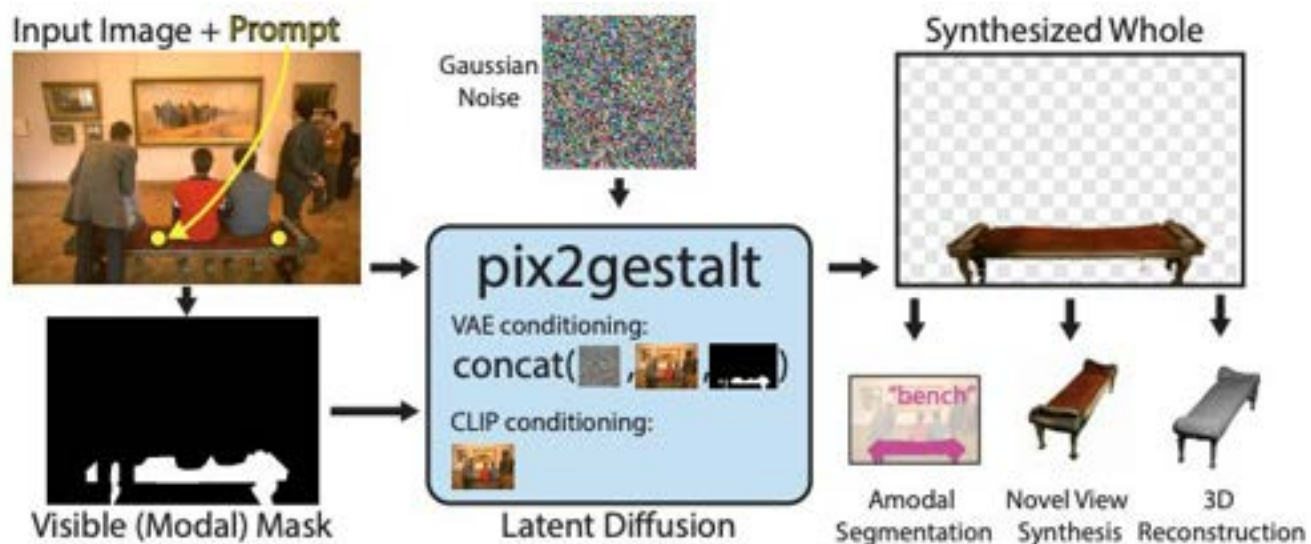 Input Image + Prompt
Gaussian
Noise
Synthesized Whole
pix2gestalt
VAE conditioning:
concat( , , )
CLIP conditioning:
"bench"
Visible (Modal) Mask
Latent Diffusion
Amodal
Segmentation
Novel View
Synthesis
3D
Reconstruction